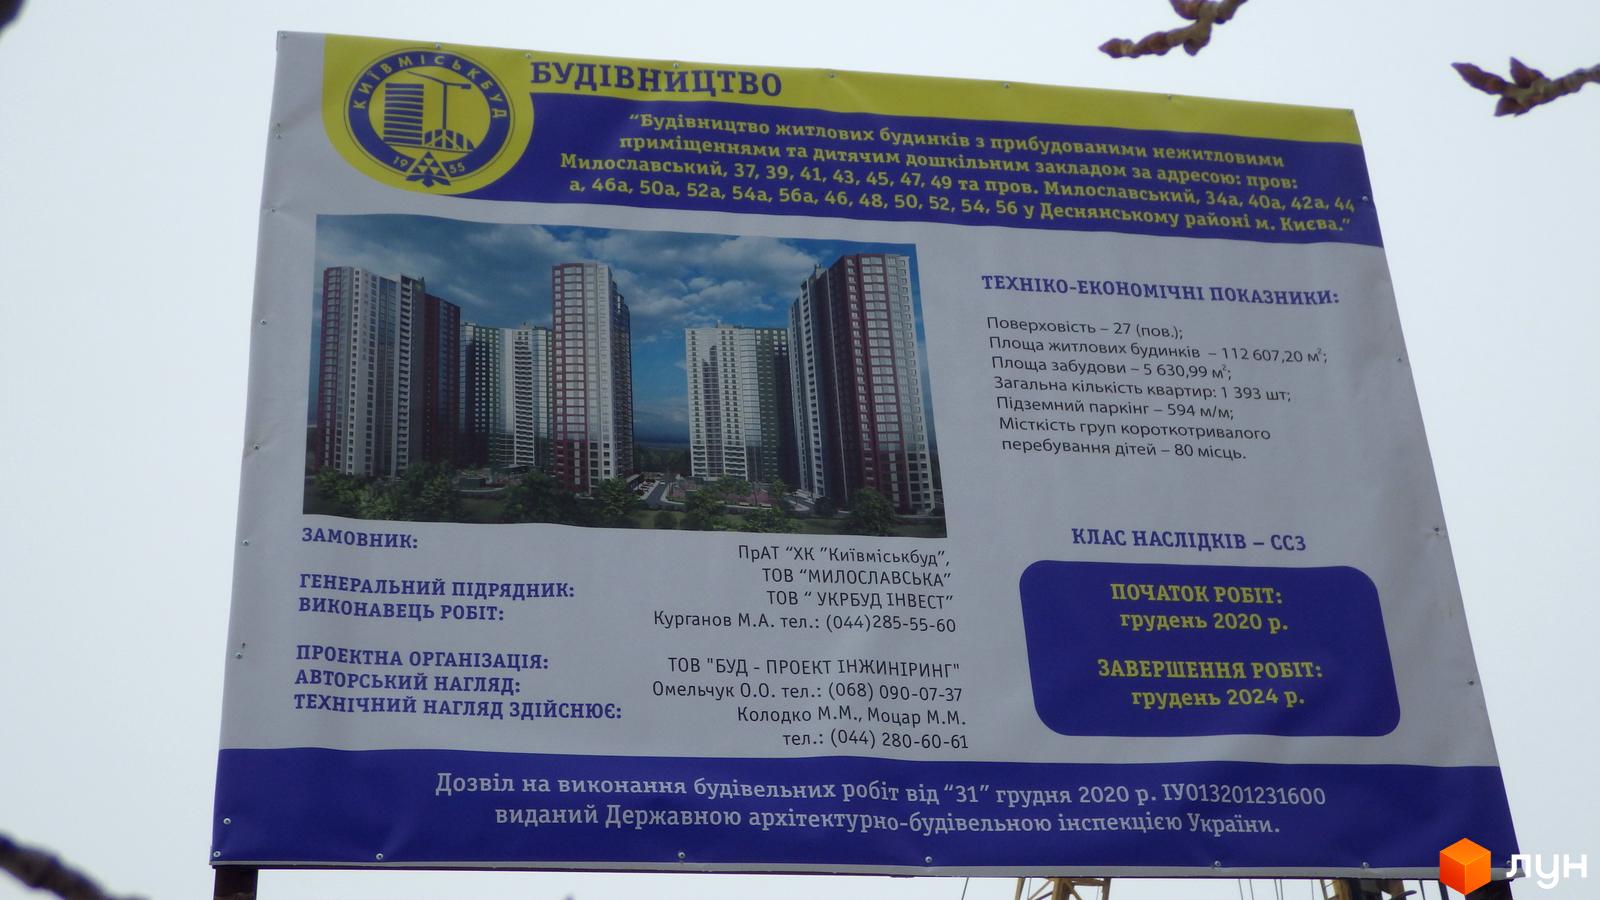 КИЇВМІСЬКБУД
1955
БУДІВНИЦТВО
“Будівництво житлових будинків з прибудованими нежитловими
приміщеннями та дитячим дошкільним закладом за адресою: пров:
Милославський, 37, 39, 41, 43, 45, 47, 49 та пров. Милославський, 34а, 40а, 42а, 44
а, 46а, 50а, 52а, 54а, 56а, 46, 48, 50, 52, 54, 56 у Деснянському районі м. Києва.”
ТЕХНІКО-ЕКОНОМІЧНІ ПОКАЗНИКИ:
Поверховість – 27 (пов.);
Площа житлових будинків – 112 607,20 м²;
Площа забудови – 5 630,99 м²;
Загальна кількість квартир: 1 393 шт;
Підземний паркінг – 594 м/м;
Місткість груп короткотривалого
перебування дітей – 80 місць.
ЗАМОВНИК:
ПрАТ “ХК ”Київміськбуд”,
ТОВ “МИЛОСЛАВСЬКА”
ГЕНЕРАЛЬНИЙ ПІДРЯДНИК:
ТОВ “ УКРБУД ІНВЕСТ”
ВИКОНАВЕЦЬ РОБІТ:
Курганов М.А. тел.: (044)285-55-60
ПРОЕКТНА ОРГАНІЗАЦІЯ:
ТОВ "БУД - ПРОЕКТ ІНЖИНІРИНГ"
АВТОРСЬКИЙ НАГЛЯД:
Омельчук О.О. тел.: (068) 090-07-37
ТЕХНІЧНИЙ НАГЛЯД ЗДІЙСНЮЄ:
Колодко М.М., Моцар М.М.
тел.: (044) 280-60-61
КЛАС НАСЛІДКІВ – СС3
ПОЧАТОК РОБІТ:
грудень 2020 р.
ЗАВЕРШЕННЯ РОБІТ:
грудень 2024 р.
Дозвіл на виконання будівельних робіт від “31” грудня 2020 р. ІУ013201231600
виданий Державною архітектурно-будівельною інспекцією України.
лун